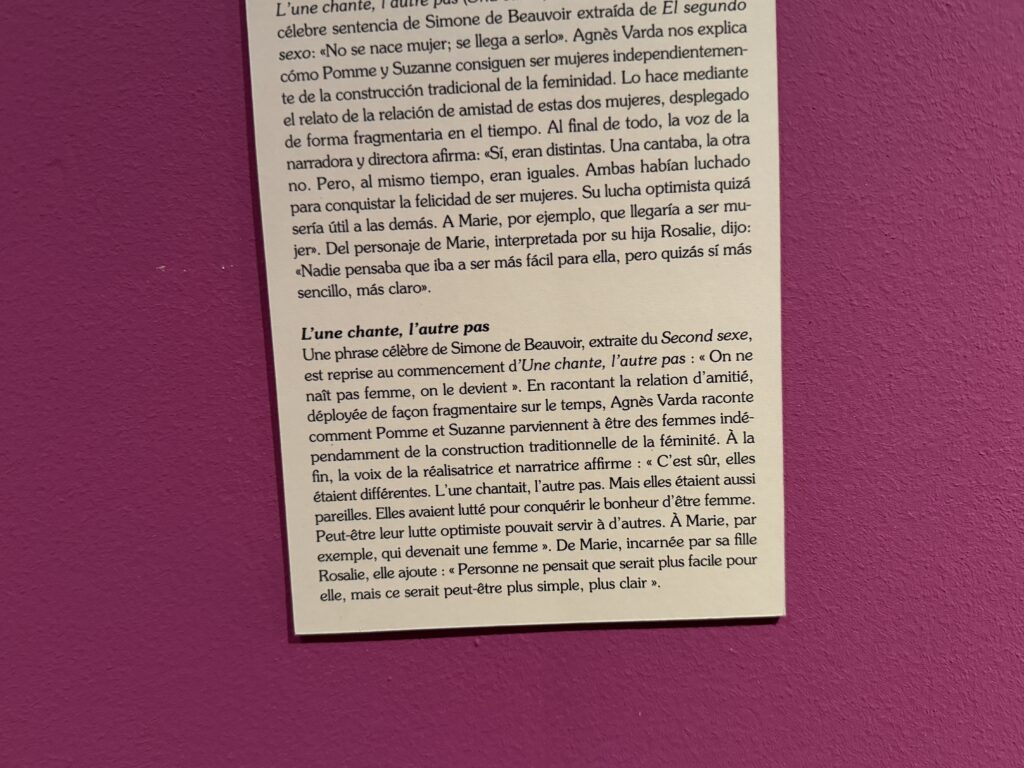 L'une chante, l'autre pas
célebre sentencia de Simone de Beauvoir extraída de El segundo
sexo: «No se nace mujer; se llega a serlo». Agnès Varda nos explica
cómo Pomme y Suzanne consiguen ser mujeres independientemen-
te de la construcción tradicional de la feminidad. Lo hace mediante
el relato de la relación de amistad de estas dos mujeres, desplegado
de forma fragmentaria en el tiempo. Al final de todo, la voz de la
narradora y directora afirma: «Sí, eran distintas. Una cantaba, la otra
no. Pero, al mismo tiempo, eran iguales. Ambas habían luchado
para conquistar la felicidad de ser mujeres. Su lucha optimista quizá
sería útil a las demás. A Marie, por ejemplo, que llegaría a ser mu-
jer». Del personaje de Marie, interpretada por su hija Rosalie, dijo:
«Nadie pensaba que iba a ser más fácil para ella, pero quizás sí más
sencillo, más claro».
L'une chante, l'autre pas
Une phrase célèbre de Simone de Beauvoir, extraite du Second sexe,
est reprise au commencement d'Une chante, l'autre pas : « On ne
naît pas femme, on le devient ». En racontant la relation d'amitié,
déployée de façon fragmentaire sur le temps, Agnès Varda raconte
comment Pomme et Suzanne parviennent à être des femmes indé-
pendamment de la construction traditionnelle de la féminité. À la
fin, la voix de la réalisatrice et narratrice affirme : « C'est sûr, elles
étaient différentes. L'une chantait, l'autre pas. Mais elles étaient aussi
pareilles. Elles avaient lutté pour conquérir le bonheur d'être femme.
Peut-être leur lutte optimiste pouvait servir à d'autres. À Marie, par
exemple, qui devenait une femme ». De Marie, incarnée par sa fille
Rosalie, elle ajoute : « Personne ne pensait que serait plus facile pour
elle, mais ce serait peut-être plus simple, plus clair ».